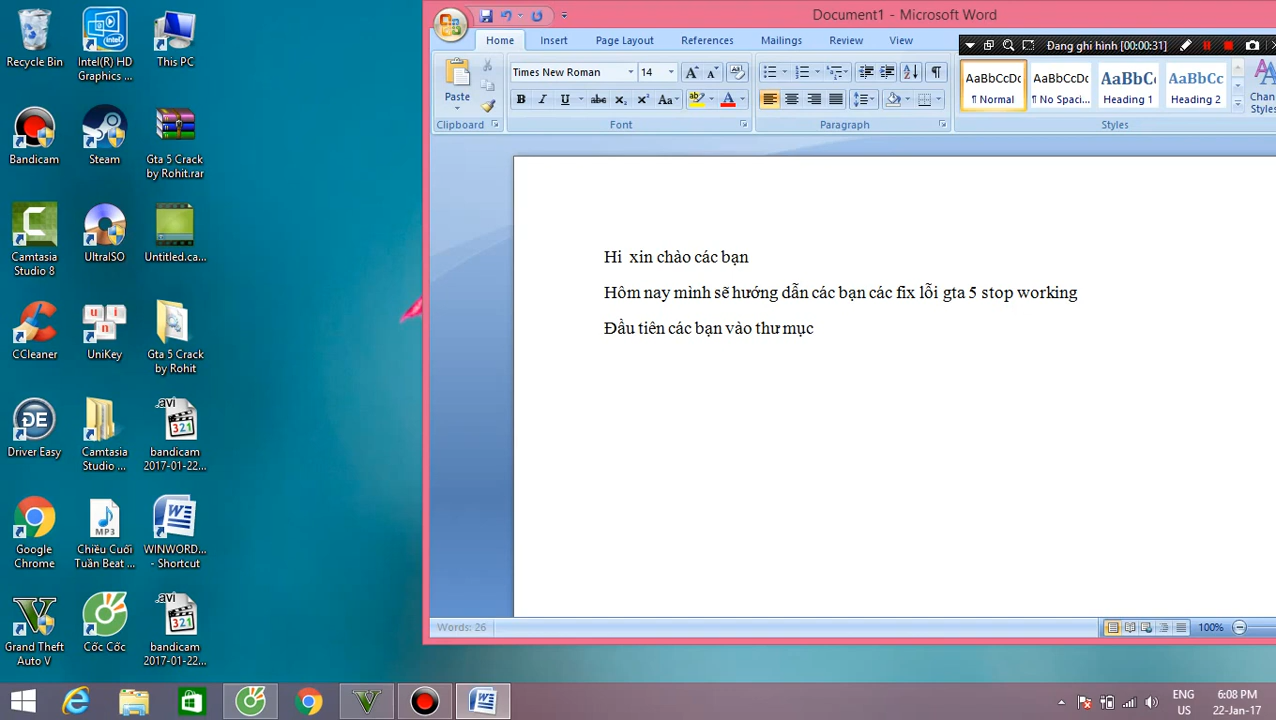 Document1 - Microsoft Word
Home Insert Page Layout References Mailings Review View
Đang ghi hình [00:00:31]
Paste
Times New Roman 14
AaBbCcDc AaBbCcDc AaBbC AaBbCc
¶ Normal ¶ No Spaci... Heading 1 Heading 2
Clipboard Font Paragraph Styles
Hi xin chào các bạn
Hôm nay mình sẽ hướng dẫn các bạn các fix lỗi gta 5 stop working
Đầu tiên các bạn vào thư mục
Words: 26
100%
Recycle Bin
Intel(R) HD
Graphics ...
This PC
Bandicam
Steam
Gta 5 Crack
by Rohit.rar
Camtasia
Studio 8
UltraISO
Untitled.ca...
CCleaner
UniKey
Gta 5 Crack
by Rohit
Driver Easy
Camtasia
Studio ...
bandicam
2017-01-22...
Google
Chrome
Chiều Cuối
Tuần Beat ...
WINWORD...
- Shortcut
Grand Theft
Auto V
Cốc Cốc
bandicam
2017-01-22...
ENG
US
6:08 PM
22-Jan-17